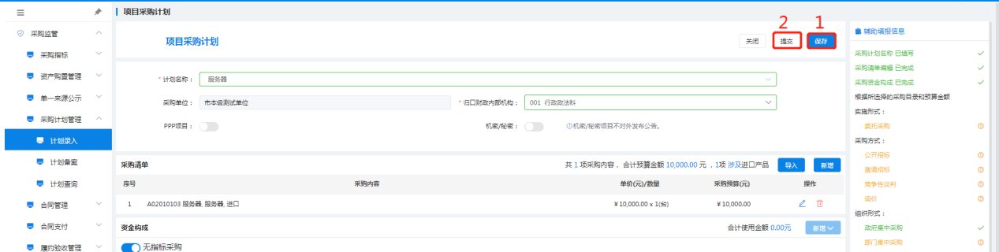 项目采购计划
采购监管
采购指标
资产购置管理
单一来源公示
采购计划管理
计划录入
计划备案
计划查询
合同管理
合同支付
履约验收管理
项目采购计划
2 1
关闭 提交 保存
* 计划名称： 服务器
采购单位： 市本级测试单位 * 归口财政内部机构： 001 行政政法科
PPP项目： 机密/秘密： 机密/秘密项目不对外发布公告。
采购清单 共 1 项采购内容 ，合计预算金额 10,000.00 元 ，1项 涉及进口产品 导入 新增
序号 采购内容 单价(元)/数量 采购预算(元) 操作
1 A02010103 服务器, 服务器, 进口 ¥ 10,000.00 x 1(台) ¥ 10,000.00
资金构成 合计使用金额 0.00元 新增
无指标采购
辅助填报信息
采购计划名称 已填写
采购清单编辑 已完成
采购资金构成 已完成
根据所选择的采购目录和预算金额
实施形式：
委托采购
采购方式：
公开招标
邀请招标
竞争性谈判
询价
组织形式：
政府集中采购
部门集中采购